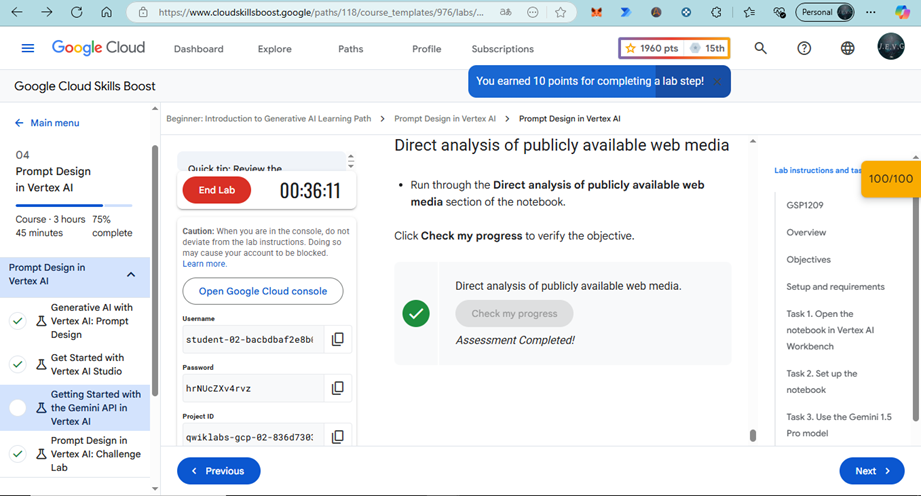 https://www.cloudskillsboost.google/paths/118/course_templates/976/labs/...
Personal
Google Cloud
Dashboard
Explore
Paths
Profile
Subscriptions
1960 pts
15th
J.E.V.G
Google Cloud Skills Boost
You earned 10 points for completing a lab step!
Main menu
04
Prompt Design
in Vertex AI
Course · 3 hours
45 minutes
75%
complete
Prompt Design in
Vertex AI
Generative AI with
Vertex AI: Prompt
Design
Get Started with
Vertex AI Studio
Getting Started with
the Gemini API in
Vertex AI
Prompt Design in
Vertex AI: Challenge
Lab
Beginner: Introduction to Generative AI Learning Path
Prompt Design in Vertex AI
Prompt Design in Vertex AI
Quick tip: Review the
End Lab
00:36:11
Caution: When you are in the console, do not
deviate from the lab instructions. Doing so
may cause your account to be blocked.
Learn more.
Open Google Cloud console
Username
student-02-bacbdbaf2e8b
Password
hrNUcZXv4rvz
Project ID
qwiklabs-gcp-02-836d730
Direct analysis of publicly available web media
• Run through the Direct analysis of publicly available web
media section of the notebook.
Click Check my progress to verify the objective.
Direct analysis of publicly available web media.
Check my progress
Assessment Completed!
Lab instructions and tas
100/100
GSP1209
Overview
Objectives
Setup and requirements
Task 1. Open the
notebook in Vertex AI
Workbench
Task 2. Set up the
notebook
Task 3. Use the Gemini 1.5
Pro model
Previous
Next